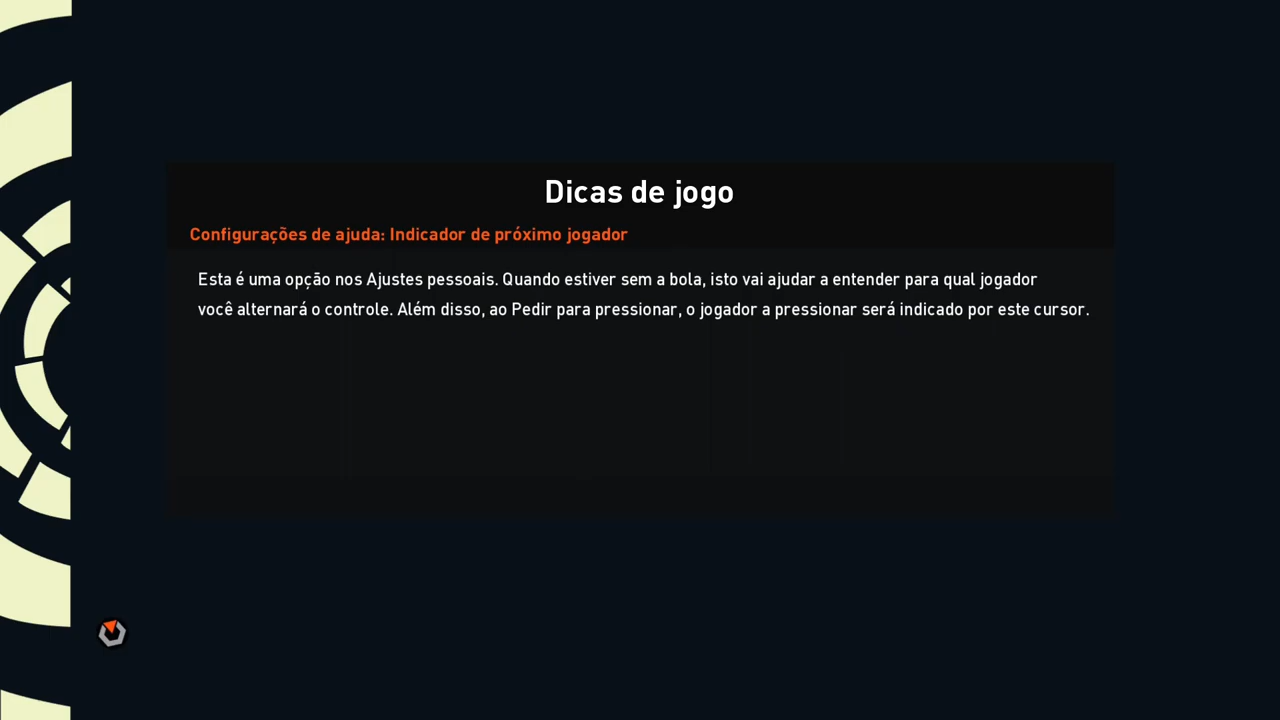 Dicas de jogo
Configurações de ajuda: Indicador de próximo jogador
Esta é uma opção nos Ajustes pessoais. Quando estiver sem a bola, isto vai ajudar a entender para qual jogador
você alternará o controle. Além disso, ao Pedir para pressionar, o jogador a pressionar será indicado por este cursor.